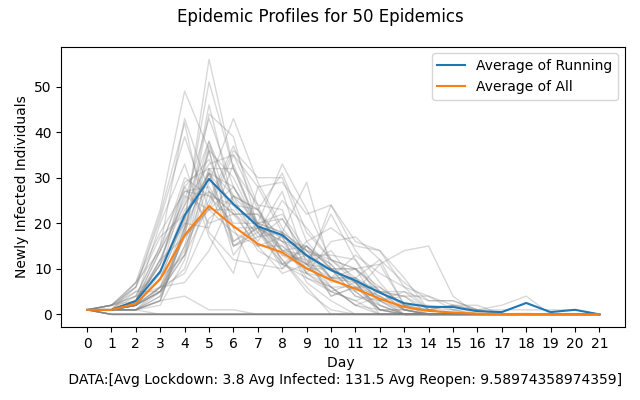 Epidemic Profiles for 50 Epidemics
Newly Infected Individuals
50
40
30
20
10
0
Average of Running
Average of All
0 1 2 3 4 5 6 7 8 9 10 11 12 13 14 15 16 17 18 19 20 21
Day
DATA:[Avg Lockdown: 3.8 Avg Infected: 131.5 Avg Reopen: 9.58974358974359]